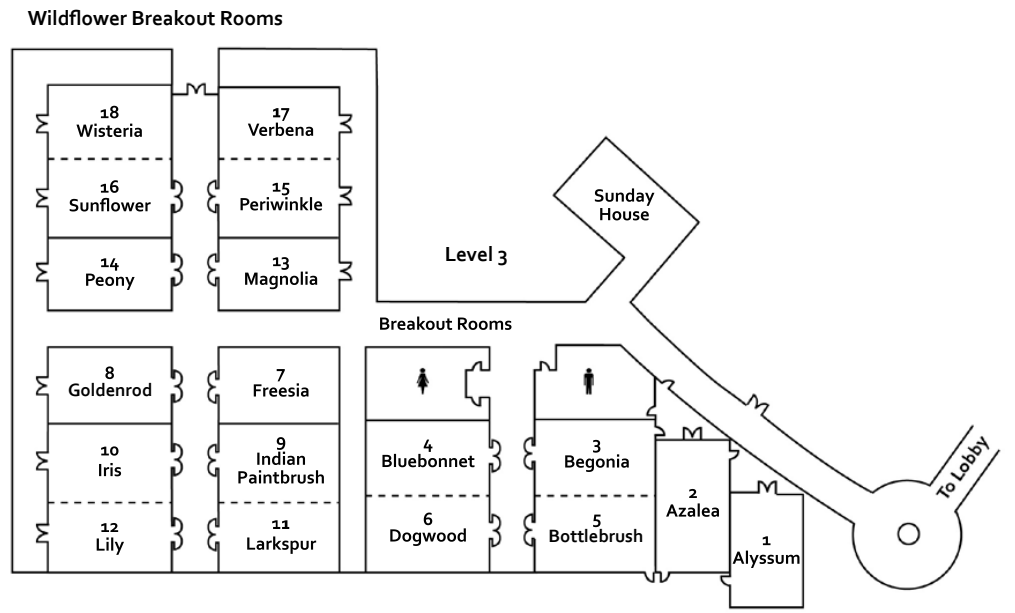 Wildflower Breakout Rooms
18
Wisteria
17
Verbena
16
Sunflower
15
Periwinkle
Sunday
House
14
Peony
13
Magnolia
Level 3
Breakout Rooms
8
Goldenrod
7
Freesia
10
Iris
9
Indian
Paintbrush
4
Bluebonnet
3
Begonia
2
Azalea
To Lobby
12
Lily
11
Larkspur
6
Dogwood
5
Bottlebrush
1
Alyssum